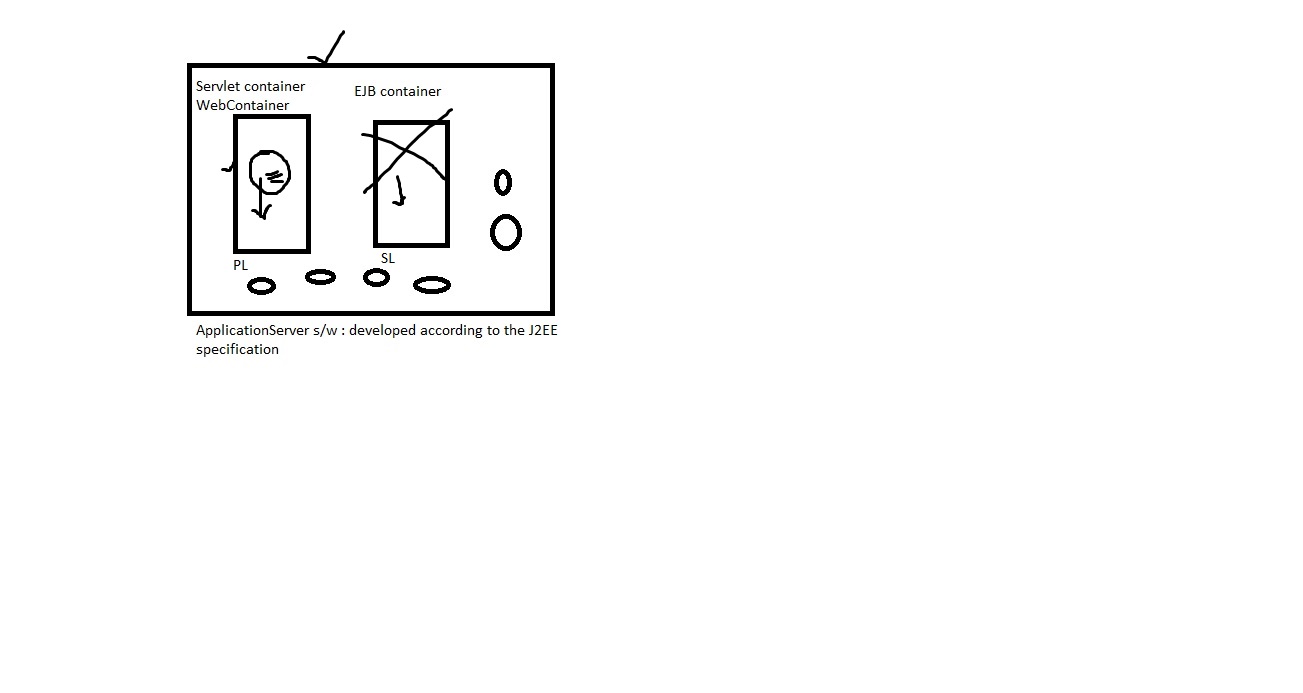 Servlet container
WebContainer
EJB container
PL
SL
ApplicationServer s/w : developed according to the J2EE
specification